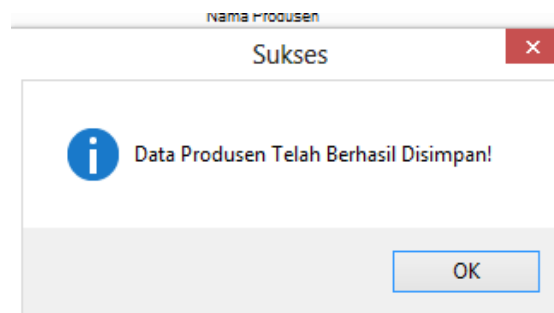 Nama Produsen
Sukses
Data Produsen Telah Berhasil Disimpan!
OK